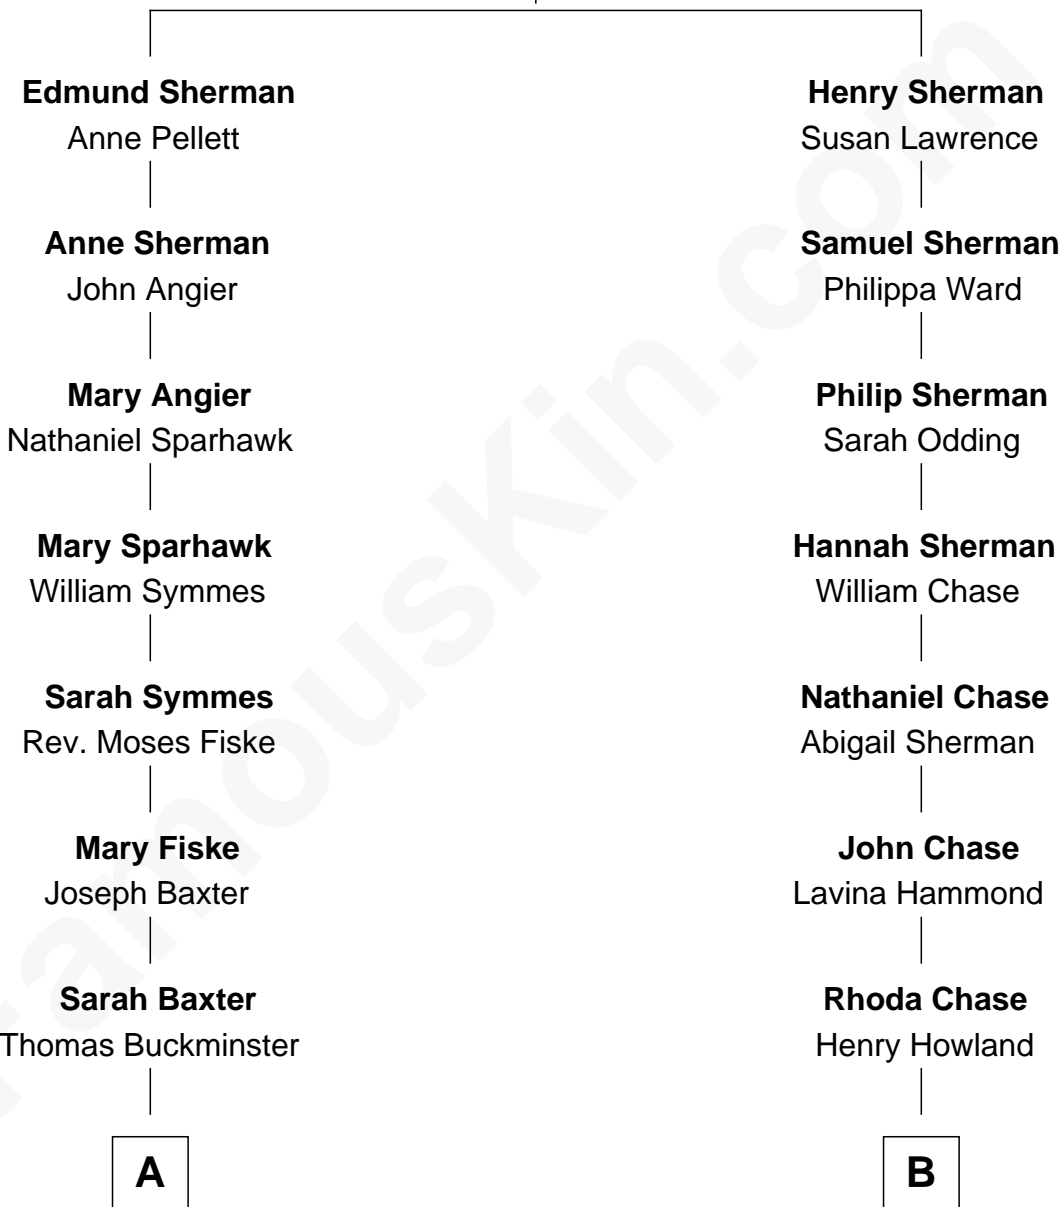 Edmund Sherman
Anne Pellett
Henry Sherman
Susan Lawrence
Anne Sherman
John Angier
Samuel Sherman
Philippa Ward
Mary Angier
Nathaniel Sparhawk
Philip Sherman
Sarah Odding
Mary Sparhawk
William Symmes
Hannah Sherman
William Chase
Sarah Symmes
Rev. Moses Fiske
Nathaniel Chase
Abigail Sherman
Mary Fiske
Joseph Baxter
John Chase
Lavina Hammond
Sarah Baxter
Thomas Buckminster
Rhoda Chase
Henry Howland
A
B
FamousKin.com